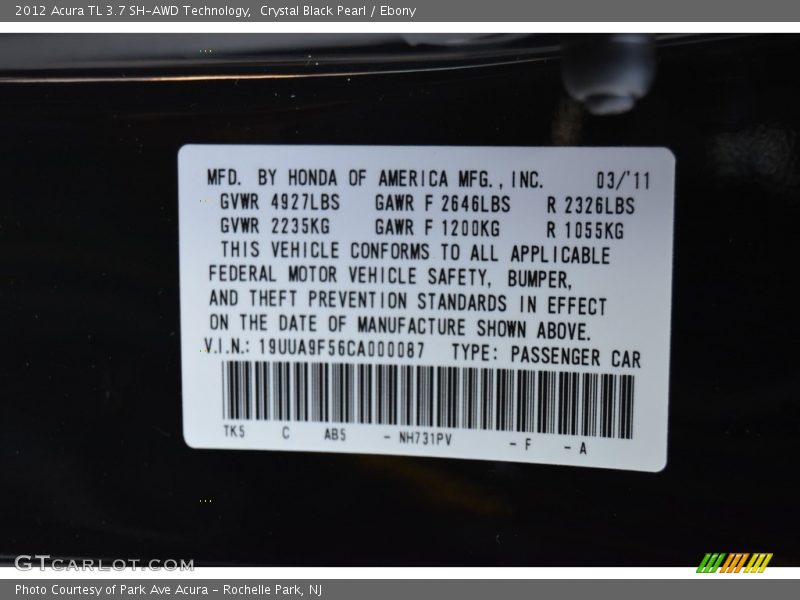 2012 Acura TL 3.7 SH-AWD Technology,  Crystal Black Pearl / Ebony
MFD. BY HONDA OF AMERICA MFG., INC. 03/'11
GVWR 4927LBS GAWR F 2646LBS R 2326LBS
GVWR 2235KG GAWR F 1200KG R 1055KG
THIS VEHICLE CONFORMS TO ALL APPLICABLE
FEDERAL MOTOR VEHICLE SAFETY, BUMPER,
AND THEFT PREVENTION STANDARDS IN EFFECT
ON THE DATE OF MANUFACTURE SHOWN ABOVE.
V.I.N.: 19UUA9F56CA000087 TYPE: PASSENGER CAR
TK5 C AB5 - NH731PV - F - A
GTCARLOT.COM
Photo Courtesy of Park Ave Acura - Rochelle Park, NJ